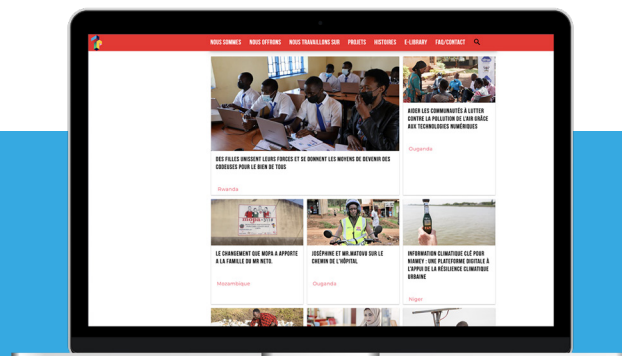 NOUS SOMMES NOUS OFFRONS NOUS TRAVAILLONS SUR PROJETS HISTOIRES E-LIBRARY FAQ/CONTACT
DES FILLES UNISSENT LEURS FORCES ET SE DONNENT LES MOYENS DE DEVENIR DES
CODEUSES POUR LE BIEN DE TOUS
Rwanda
AIDER LES COMMUNAUTÉS À LUTTER
CONTRE LA POLLUTION DE L'AIR GRÂCE
AUX TECHNOLOGIES NUMÉRIQUES
Ouganda
mopa
LE CHANGEMENT QUE MOPA A APPORTE
A LA FAMILLE DU MR NETO.
Mozambique
JOSÉPHINE ET MR.MATOVU SUR LE
CHEMIN DE L'HÔPITAL
Ouganda
INFORMATION CLIMATIQUE CLÉ POUR
NIAMEY : UNE PLATEFORME DIGITALE À
L'APPUI DE LA RÉSILIENCE CLIMATIQUE
URBAINE
Niger